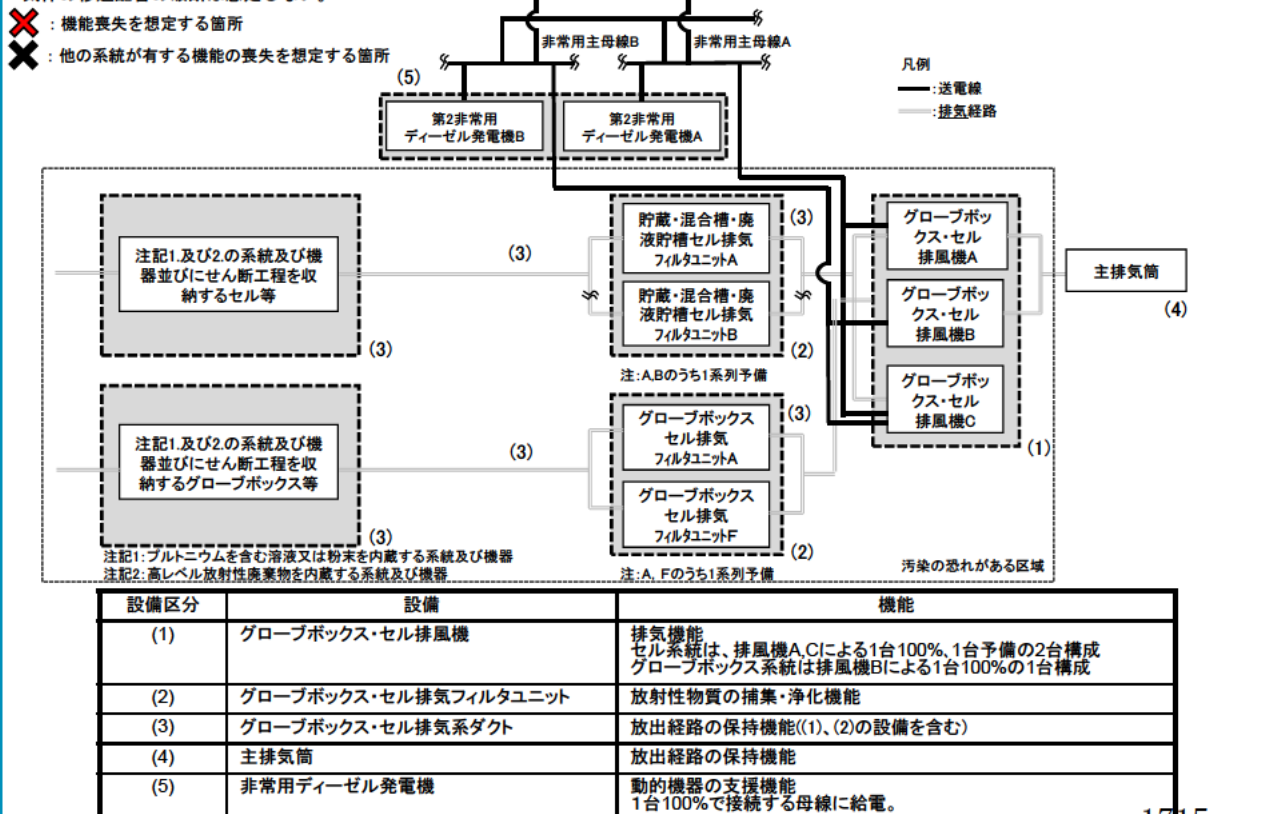 ：機能喪失を想定する箇所
：他の系統が有する機能の喪失を想定する箇所
非常用主母線B
非常用主母線A
凡例
：送電線
：排気経路
(5)
第2非常用
ディーゼル発電機B
第2非常用
ディーゼル発電機A
注記1.及び2.の系統及び機
器並びにせん断工程を収
納するセル等
(3)
(3)
貯蔵・混合槽・廃
液貯槽セル排気
フィルタユニットA
(3)
貯蔵・混合槽・廃
液貯槽セル排気
フィルタユニットB
(2)
注：A,Bのうち1系列予備
グローブボッ
クス・セル
排風機A
グローブボッ
クス・セル
排風機B
グローブボッ
クス・セル
排風機C
(1)
主排気筒
(4)
注記1.及び2.の系統及び機
器並びにせん断工程を収
納するグローブボックス等
(3)
(3)
グローブボックス
セル排気
フィルタユニットA
(3)
グローブボックス
セル排気
フィルタユニットF
(2)
注記1：プルトニウムを含む溶液又は粉末を内蔵する系統及び機器
注記2：高レベル放射性廃棄物を内蔵する系統及び機器
注：A, Fのうち1系列予備
汚染の恐れがある区域
設備区分 設備 機能
(1) グローブボックス・セル排風機 排気機能
セル系統は、排風機A,Cによる1台100%、1台予備の2台構成
グローブボックス系統は排風機Bによる1台100%の1台構成
(2) グローブボックス・セル排気フィルタユニット 放射性物質の捕集・浄化機能
(3) グローブボックス・セル排気系ダクト 放出経路の保持機能((1)、(2)の設備を含む)
(4) 主排気筒 放出経路の保持機能
(5) 非常用ディーゼル発電機 動的機器の支援機能
1台100%で接続する母線に給電。